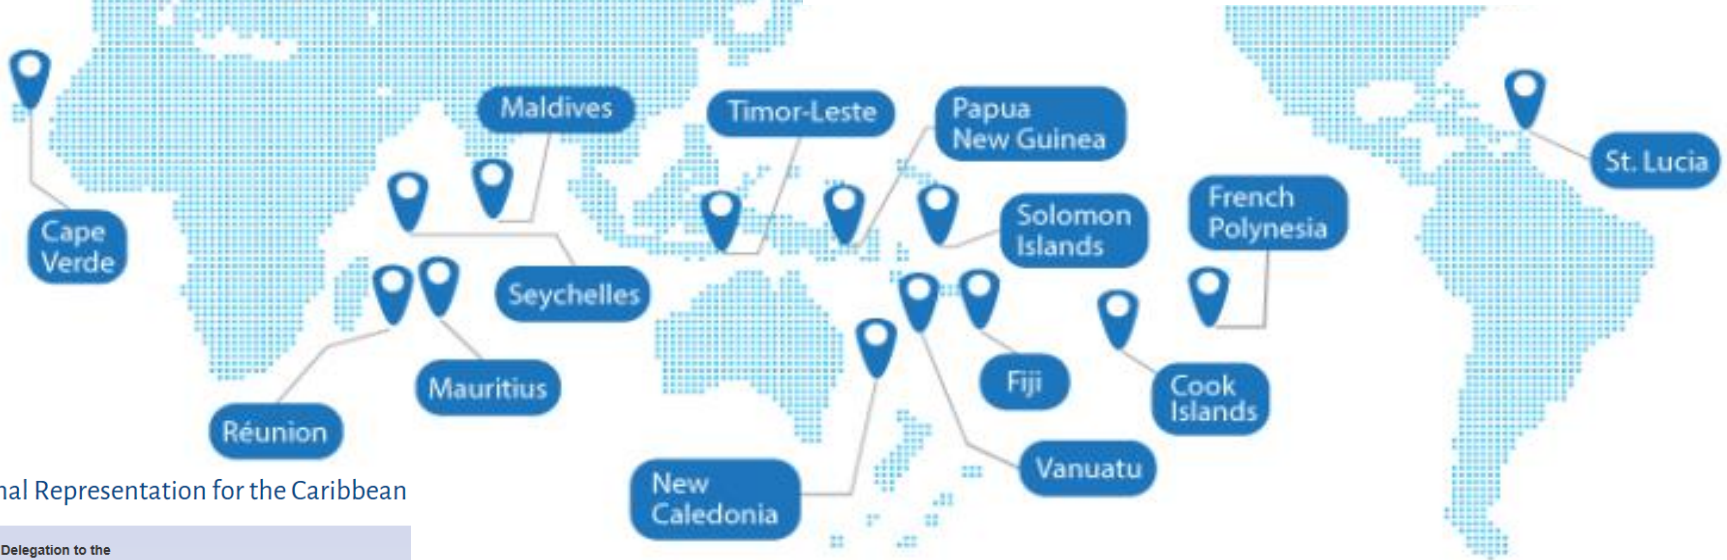 Maldives
Timor-Leste
Papua
New Guinea
St. Lucia
Cape
Verde
Solomon
Islands
French
Polynesia
Seychelles
Mauritius
Fiji
Cook
Islands
Réunion
Vanuatu
New
Caledonia
nal Representation for the Caribbean
Delegation to the